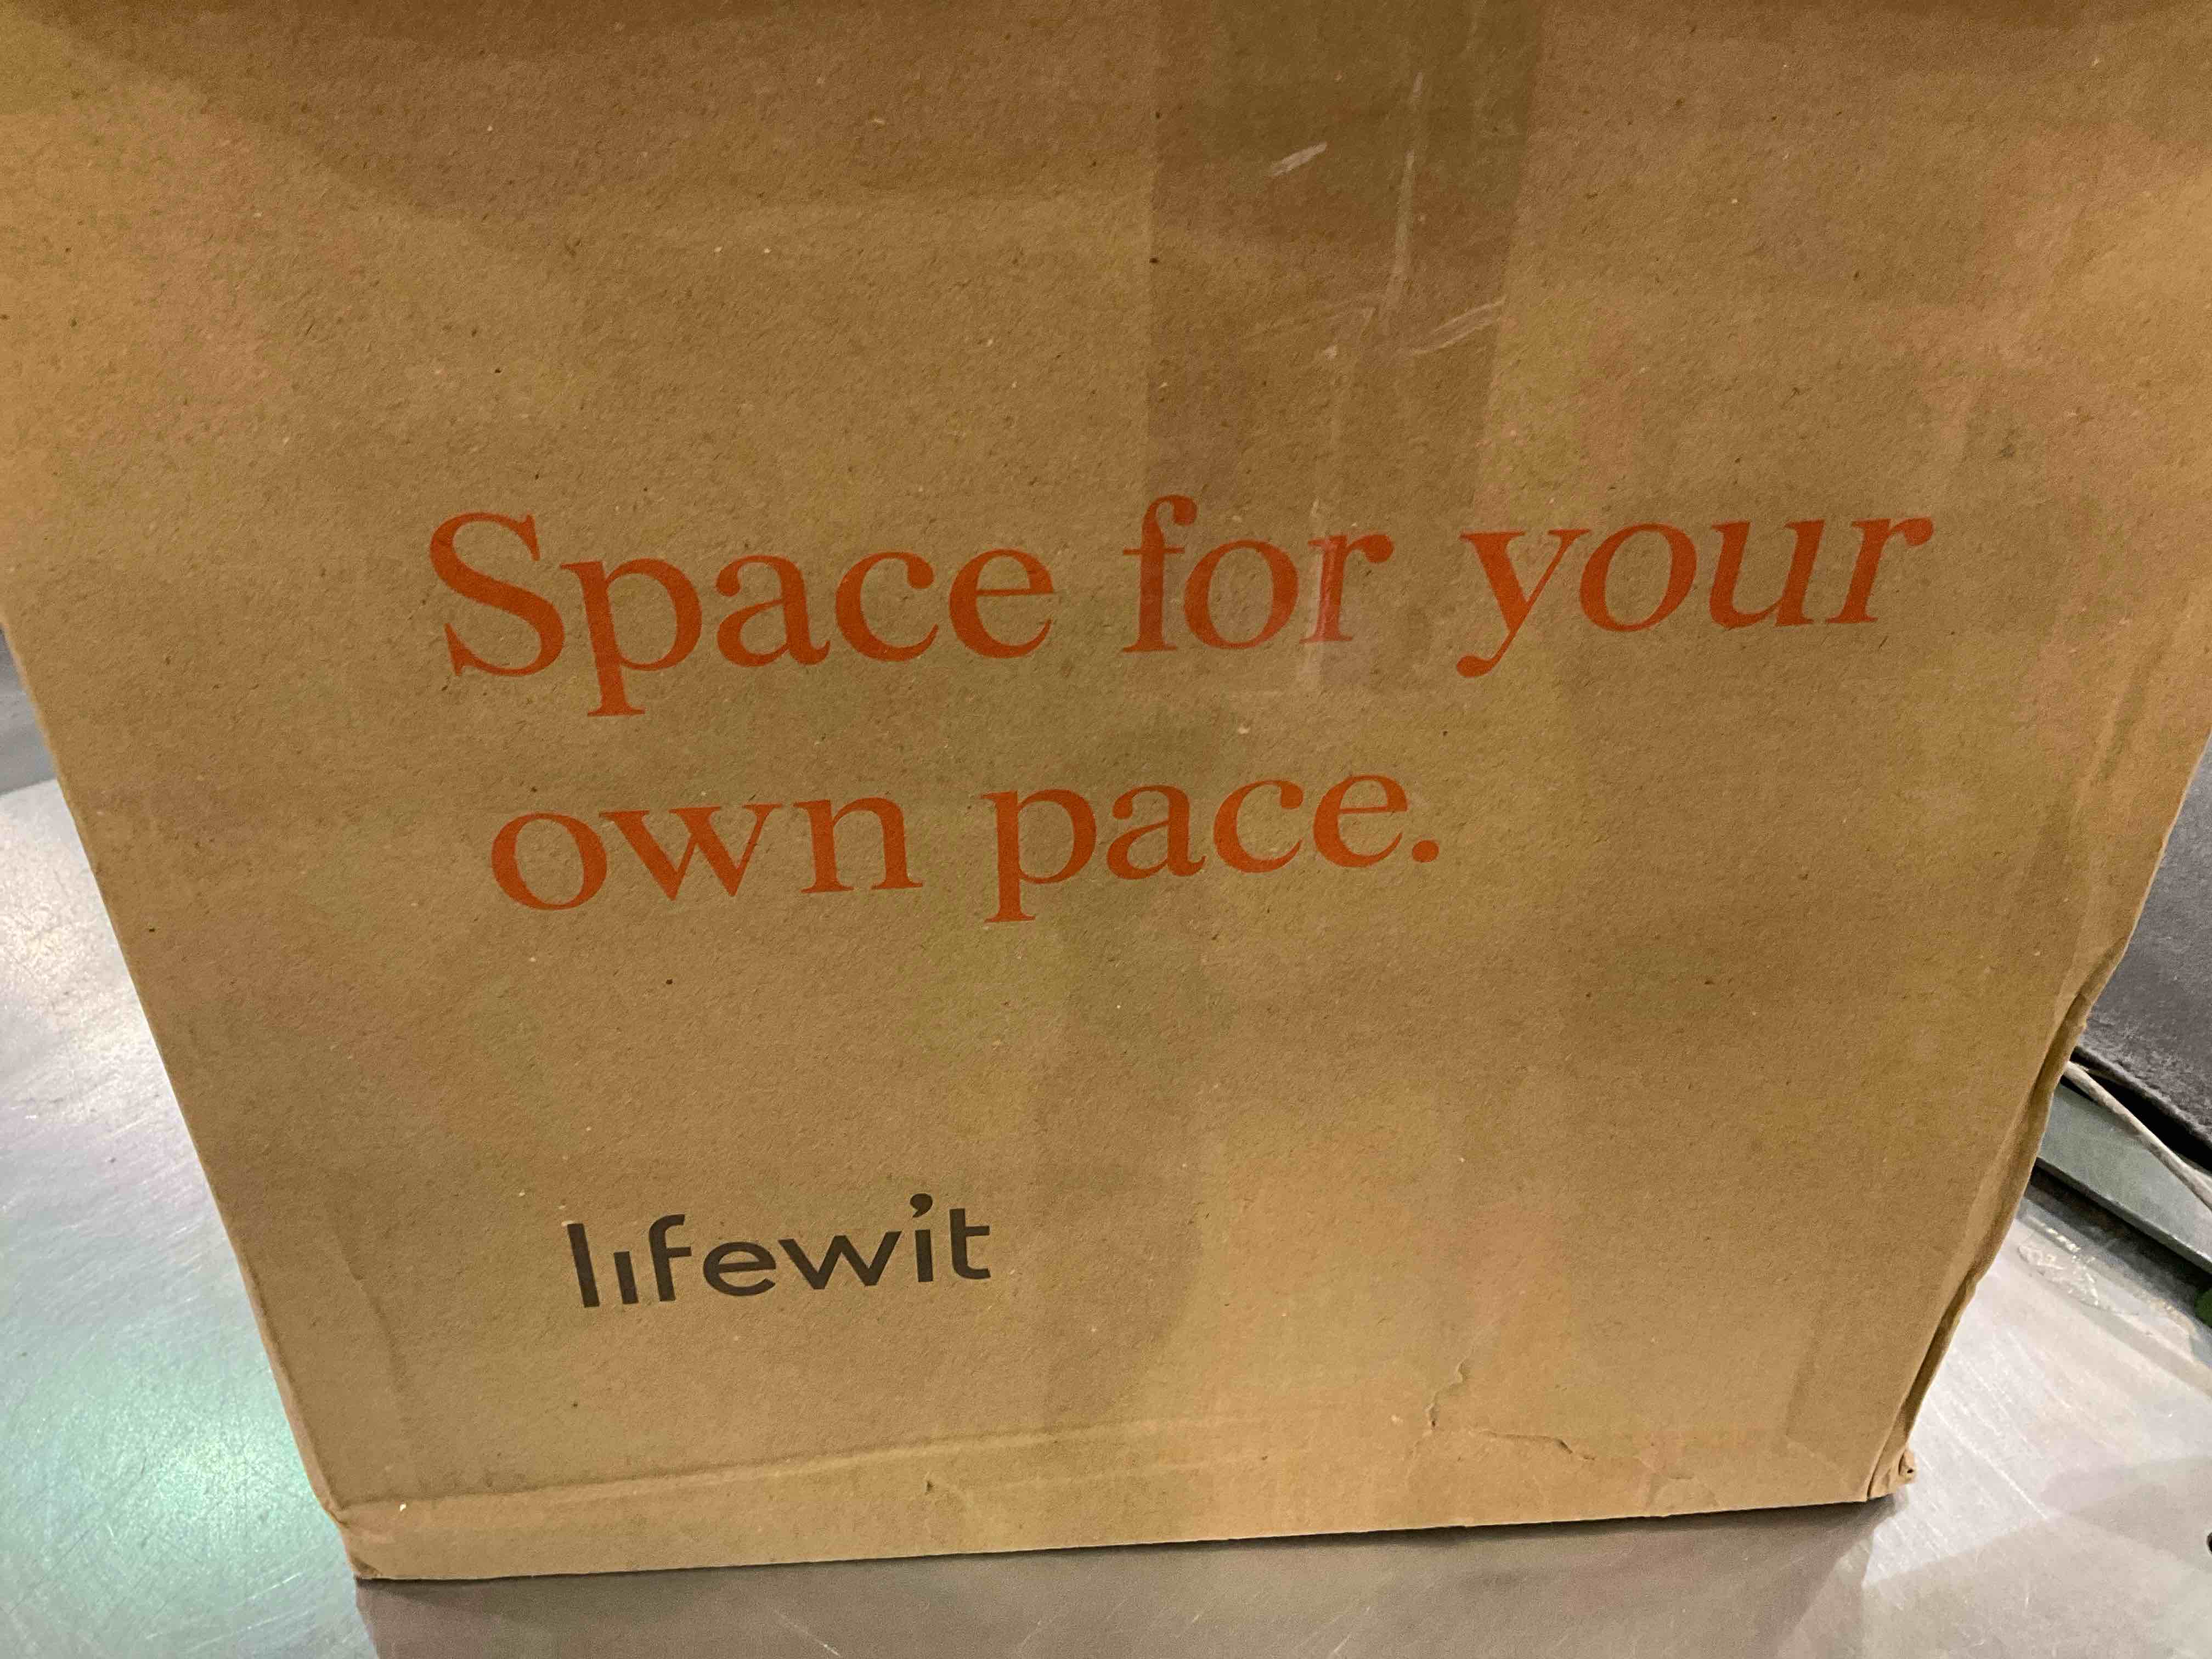 Space for your
own pace.
lifewit